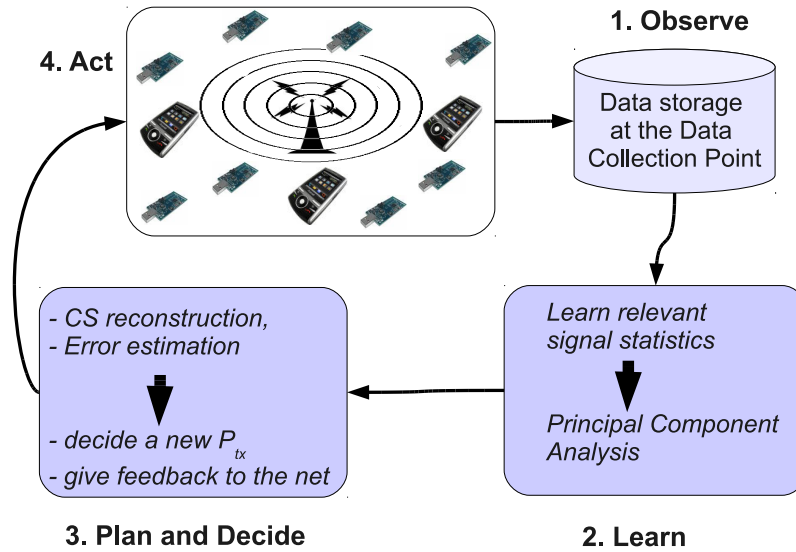 1. Observe
4. Act
Data storage
at the Data
Collection Point
- CS reconstruction,
- Error estimation
- decide a new Ptx
- give feedback to the net
Learn relevant
signal statistics
Principal Component
Analysis
3. Plan and Decide
2. Learn